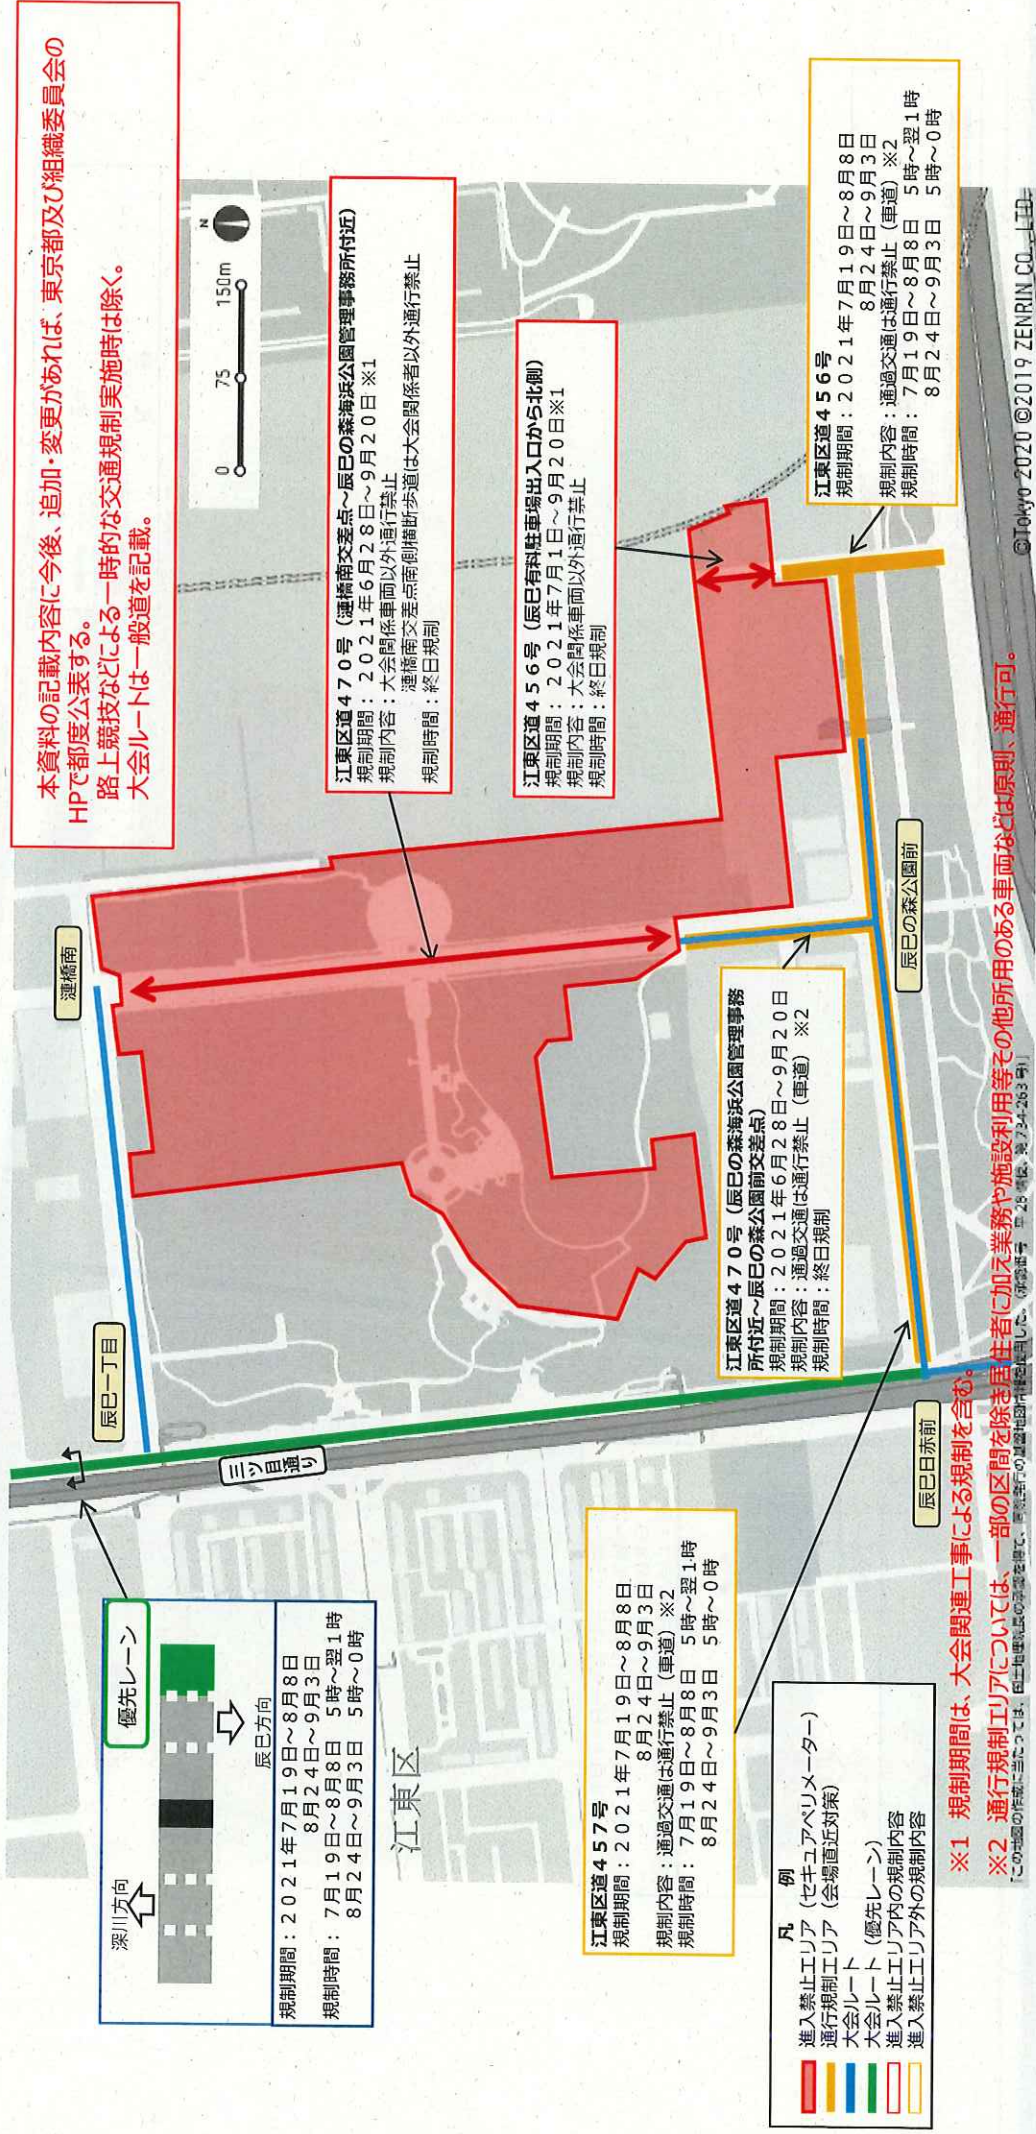 本資料の記載内容に今後、追加・変更があれば、東京都及び組織委員会の
HPで都度公表する。
路上競技などによる一時的な交通規制実施時は除く。
大会ルートは一般道を記載。
0 75 150m
N
江東区道470号（漣橋南交差点～辰巳の森海浜公園管理事務所付近）
規制期間：2021年6月28日～9月20日 ※1
規制内容：大会関係車両以外通行禁止
漣橋南交差点南側横断歩道は大会関係者以外通行禁止
規制時間：終日規制
江東区道456号（辰巳有料駐車場出入口から北側）
規制期間：2021年7月1日～9月20日※1
規制内容：大会関係車両以外通行禁止
規制時間：終日規制
江東区道456号
規制期間：2021年7月19日～8月8日
8月24日～9月3日
規制内容：通過交通は通行禁止（車道）※2
規制時間：7月19日～8月8日 5時～翌1時
8月24日～9月3日 5時～0時
漣橋南
辰巳一丁目
三ツ目通り
辰巳の森公園前
辰巳日赤前
江東区道470号（辰巳の森海浜公園管理事務
所付近～辰巳の森公園前交差点）
規制期間：2021年6月28日～9月20日
規制内容：通過交通は通行禁止（車道）※2
規制時間：終日規制
優先レーン
深川方向
辰巳方向
規制期間：2021年7月19日～8月8日
8月24日～9月3日
規制時間：7月19日～8月8日 5時～翌1時
8月24日～9月3日 5時～0時
江東区
江東区道457号
規制期間：2021年7月19日～8月8日
8月24日～9月3日
規制内容：通過交通は通行禁止（車道）※2
規制時間：7月19日～8月8日 5時～翌1時
8月24日～9月3日 5時～0時
凡 例
進入禁止エリア（セキュアペリメーター）
通行規制エリア（会場直近対策）
大会ルート
大会ルート（優先レーン）
進入禁止エリア内の規制内容
進入禁止エリア外の規制内容
※1 規制期間は、大会関連工事による規制を含む。
※2 通行規制エリアについては、一部の区間を除き居住者に加え業務や施設利用等その他所用のある車両などは原則、通行可。
「この地図の作成に当たっては、国土地理院長の承認を得て、
©Tokyo 2020 ©2019 ZENRIN CO., LTD.